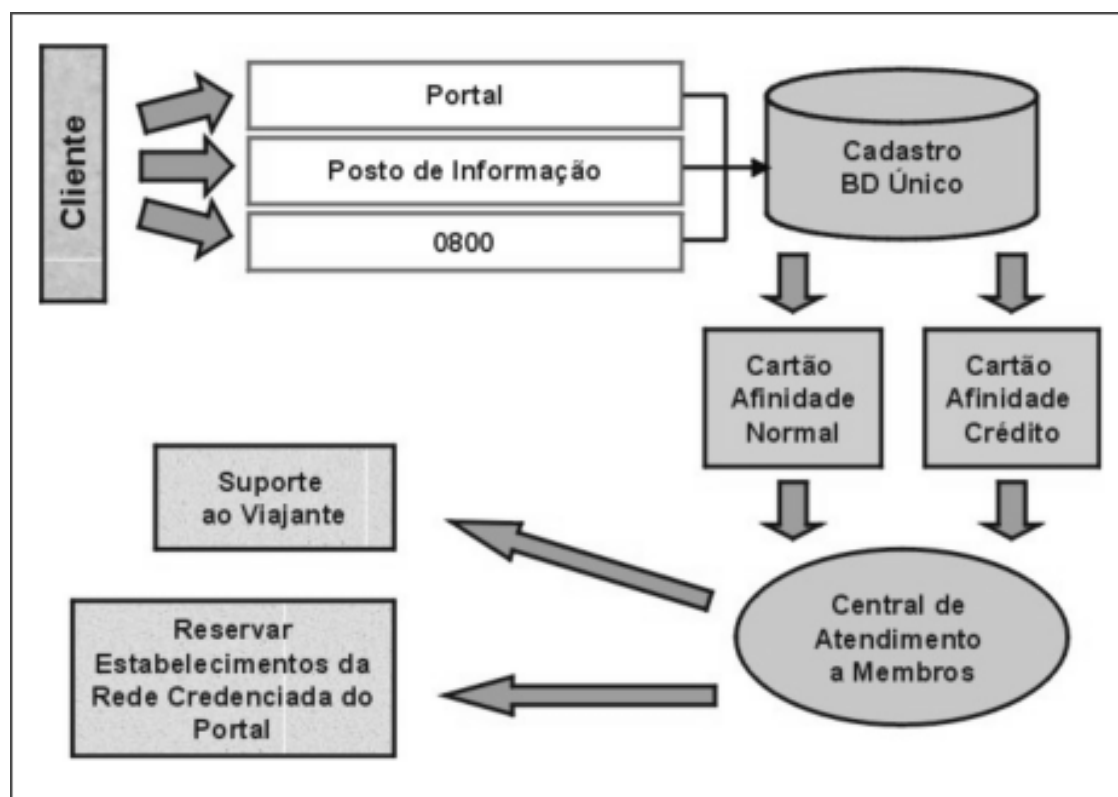 Cliente
Portal
Posto de Informação
0800
Cadastro
BD Único
Cartão
Afinidade
Normal
Cartão
Afinidade
Crédito
Suporte
ao Viajante
Reservar
Estabelecimentos da
Rede Credenciada do
Portal
Central de
Atendimento
a Membros